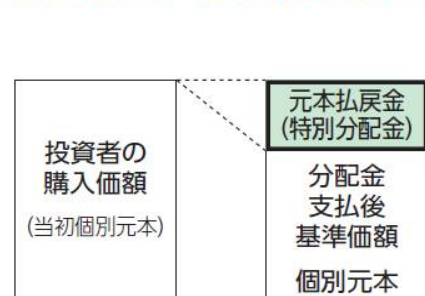 投資者の
購入価額
(当初個別元本)
元本払戻金
(特別分配金)
分配金
支払後
基準価額
個別元本